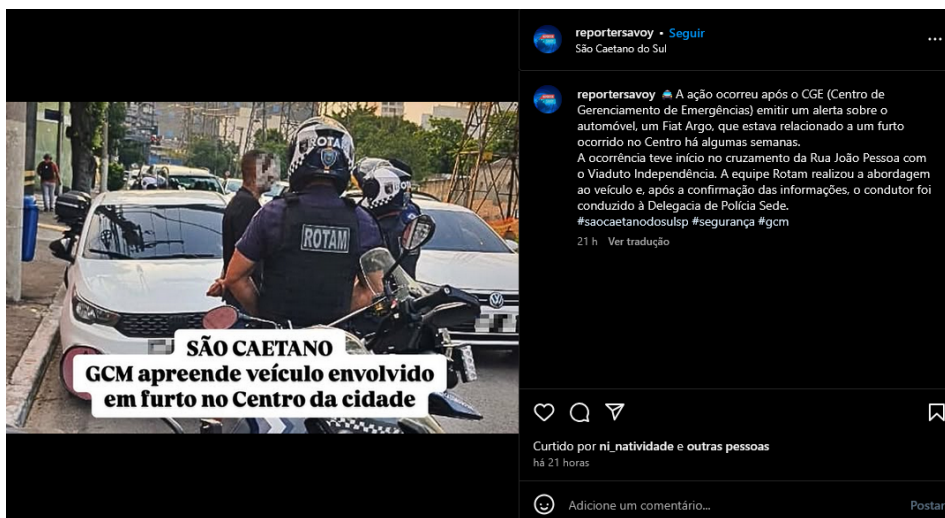 ROTA
ROTAM
SÃO CAETANO
GCM apreende veículo envolvido
em furto no Centro da cidade
reportersavoy • Seguir
São Caetano do Sul
reportersavoy 🚔 A ação ocorreu após o CGE (Centro de
Gerenciamento de Emergências) emitir um alerta sobre o
automóvel, um Fiat Argo, que estava relacionado a um furto
ocorrido no Centro há algumas semanas.
A ocorrência teve início no cruzamento da Rua João Pessoa com
o Viaduto Independência. A equipe Rotam realizou a abordagem
ao veículo e, após a confirmação das informações, o condutor foi
conduzido à Delegacia de Polícia Sede.
#saocaetanodosulsp #segurança #gcm
21 h Ver tradução
Curtido por ni_natividade e outras pessoas
há 21 horas
Adicione um comentário... Postar